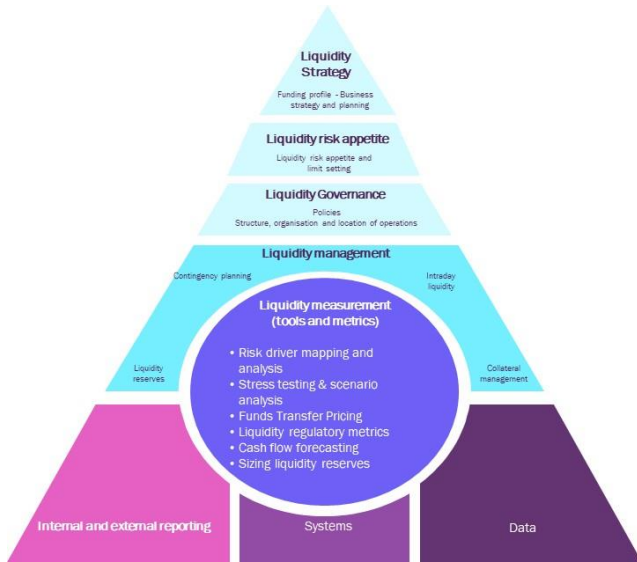 Liquidity
Strategy
Funding profile - Business
strategy and planning
Liquidity risk appetite
Liquidity risk appetite and
limit setting
Liquidity Governance
Policies
Structure, organisation and location of operations
Liquidity management
Contingency planning
Intraday
liquidity
Liquidity measurement
(tools and metrics)
• Risk driver mapping and
analysis
• Stress testing & scenario
analysis
• Funds Transfer Pricing
• Liquidity regulatory metrics
• Cash flow forecasting
• Sizing liquidity reserves
Liquidity
reserves
Collateral
management
Internal and external reporting
Systems
Data